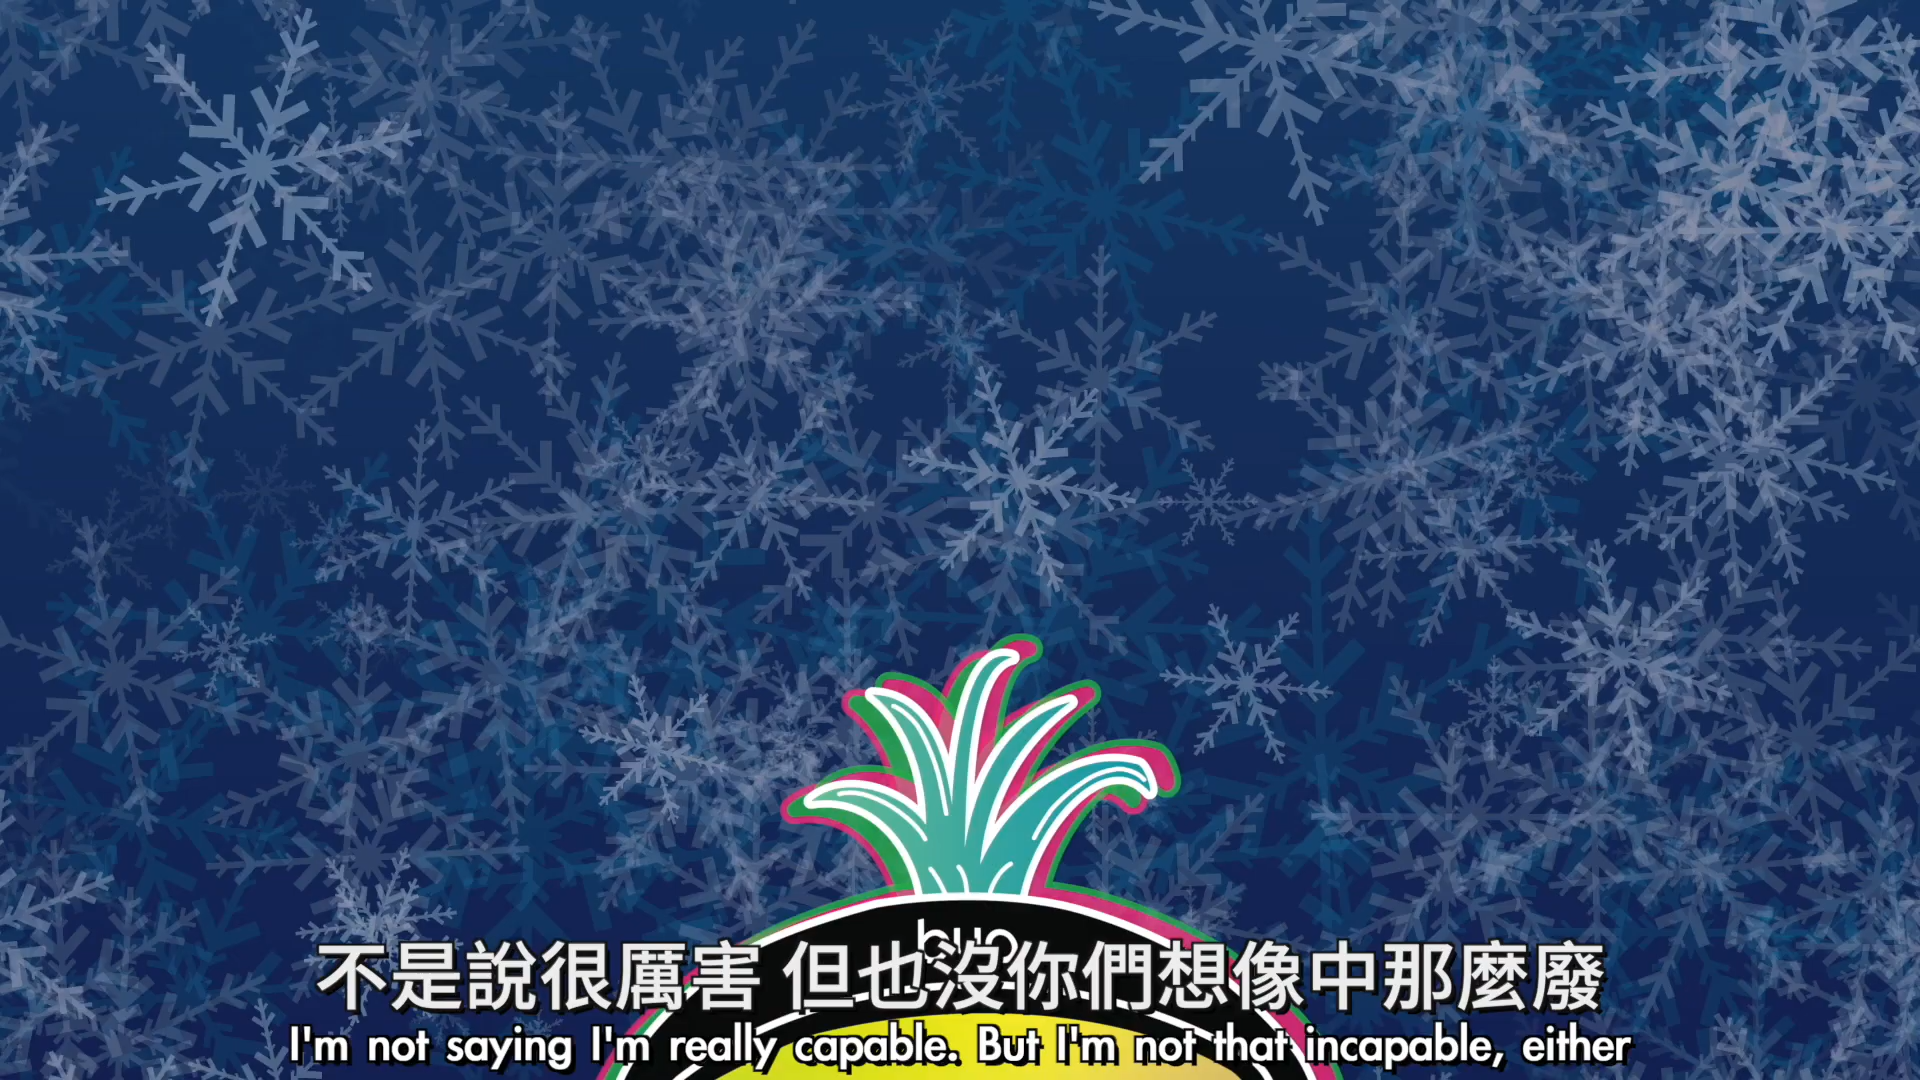 不是說很厲害 但也沒你們想像中那麼廢
I'm not saying I'm really capable. But I'm not that incapable, either